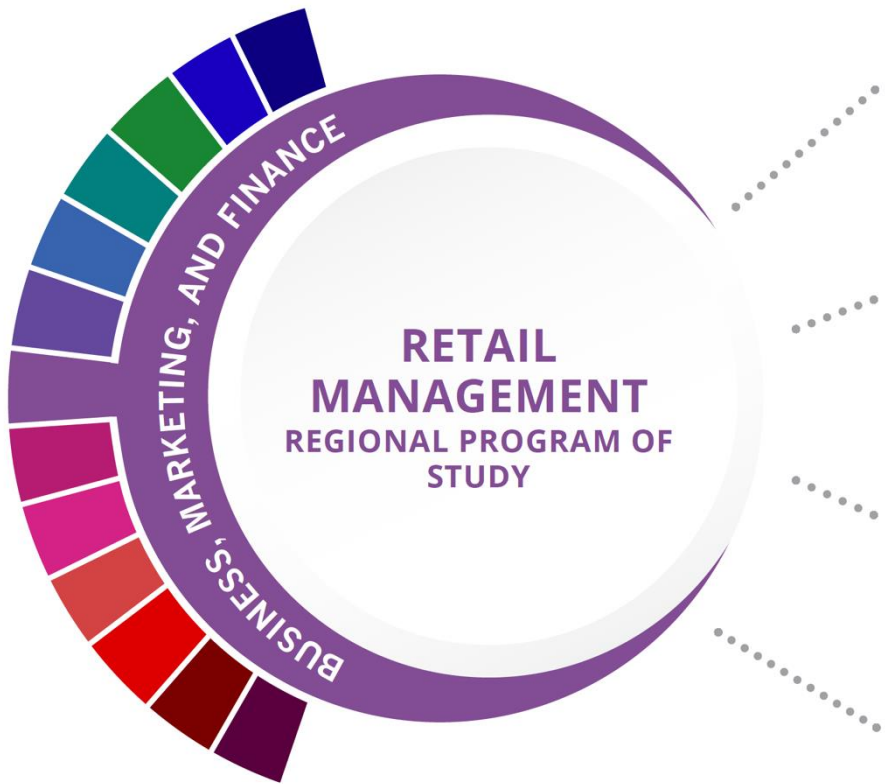 BUSINESS, MARKETING, AND FINANCE
RETAIL
MANAGEMENT
REGIONAL PROGRAM OF
STUDY